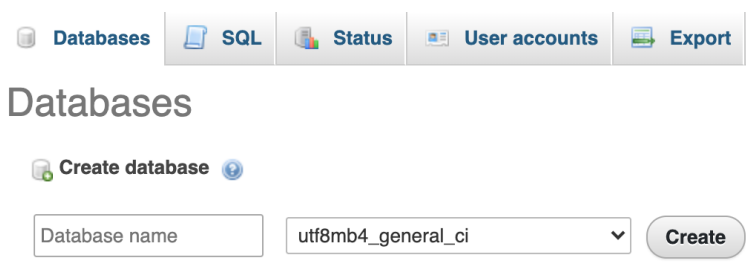 Databases SQL Status User accounts Export
Databases
Create database
Database name utf8mb4_general_ci Create